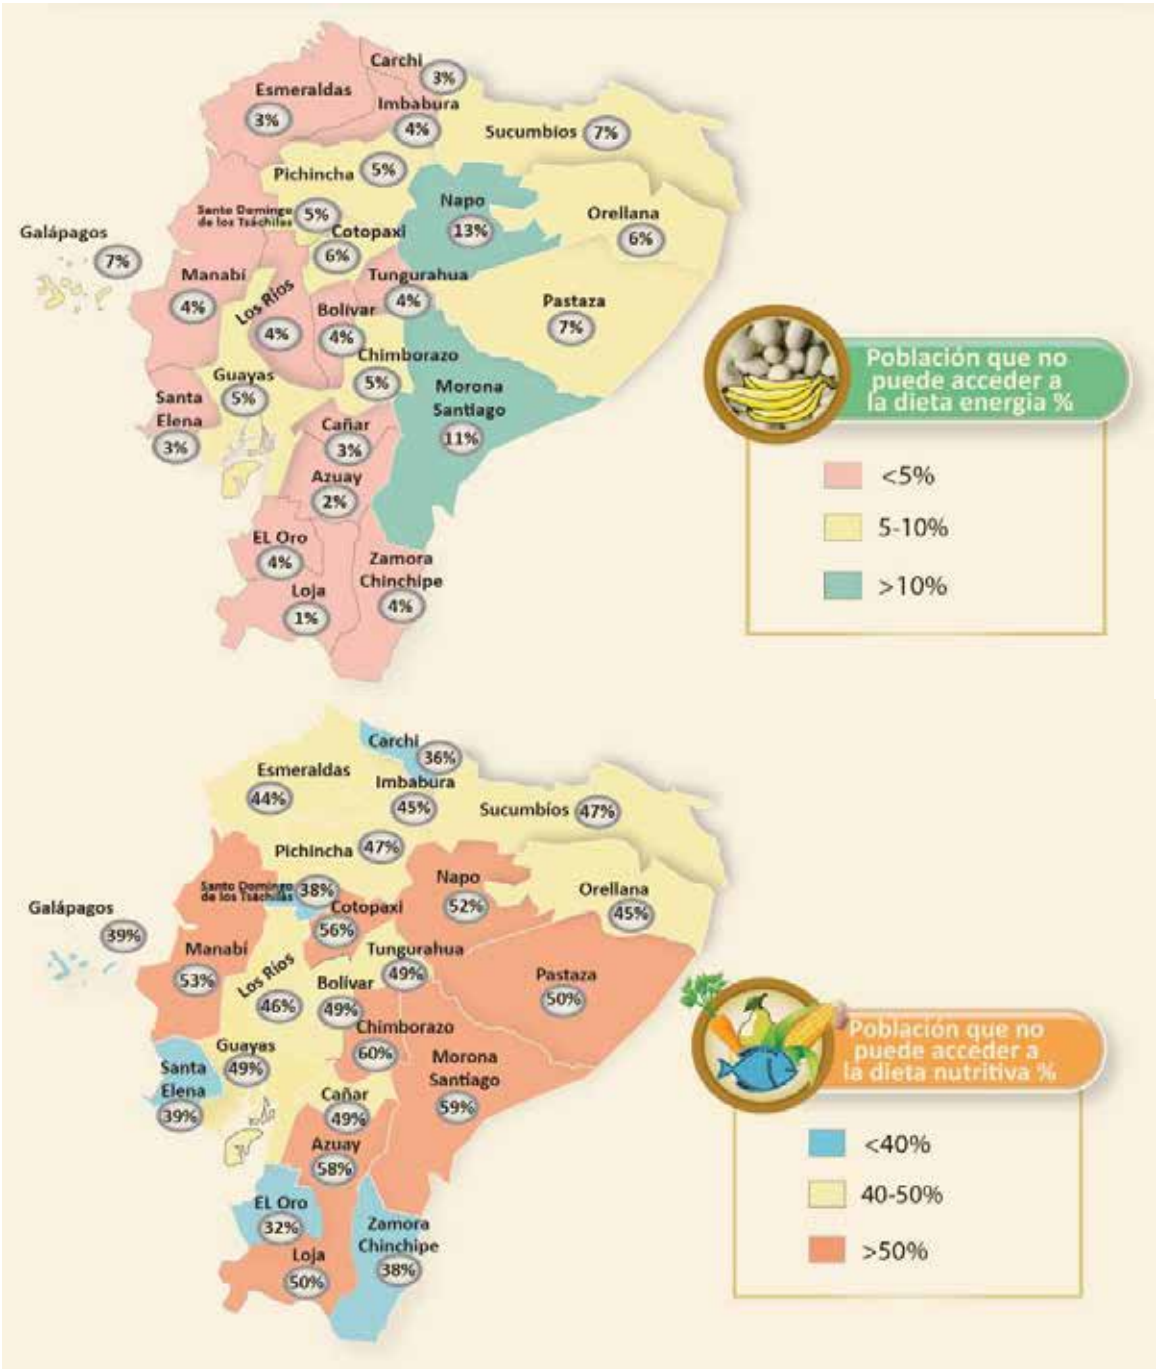 Carchi
3%
Esmeraldas
3%
Imbabura
4%
Sucumbíos 7%
Pichincha 5%
Santo Domingo
de los Tsáchilas
5%
Cotopaxi
6%
Napo
13%
Orellana
6%
Galápagos
7%
Manabí
4%
Los Ríos
4%
Tungurahua
4%
Bolívar
4%
Pastaza
7%
Chimborazo
5%
Guayas
5%
Santa
Elena
3%
Morona
Santiago
11%
Cañar
3%
Azuay
2%
EL Oro
4%
Zamora
Chinchipe
4%
Loja
1%
Población que no
puede acceder a
la dieta energia %
<5%
5-10%
>10%
Carchi
36%
Esmeraldas
44%
Imbabura
45%
Sucumbíos 47%
Pichincha 47%
Santo Domingo
de los Tsáchilas
38%
Cotopaxi
56%
Napo
52%
Orellana
45%
Galápagos
39%
Manabí
53%
Los Ríos
46%
Tungurahua
49%
Bolívar
49%
Pastaza
50%
Chimborazo
60%
Guayas
49%
Santa
Elena
39%
Morona
Santiago
59%
Cañar
49%
Azuay
58%
EL Oro
32%
Zamora
Chinchipe
38%
Loja
50%
Población que no
puede acceder a
la dieta nutritiva %
<40%
40-50%
>50%